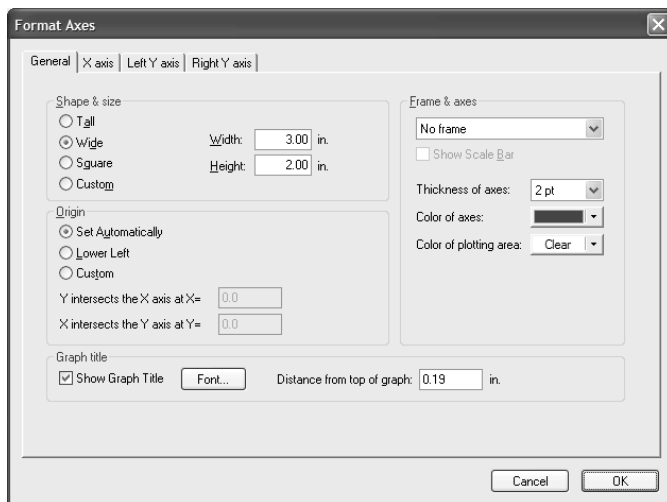 Format Axes
General X axis Left Y axis Right Y axis
Shape & size
Tall
Wide
Square
Custom
Width: 3.00 in.
Height: 2.00 in.
Origin
Set Automatically
Lower Left
Custom
Y intersects the X axis at X= 0.0
X intersects the Y axis at Y= 0.0
Frame & axes
No frame
Show Scale Bar
Thickness of axes: 2 pt
Color of axes:
Color of plotting area: Clear
Graph title
Show Graph Title Font... Distance from top of graph: 0.19 in.
Cancel OK